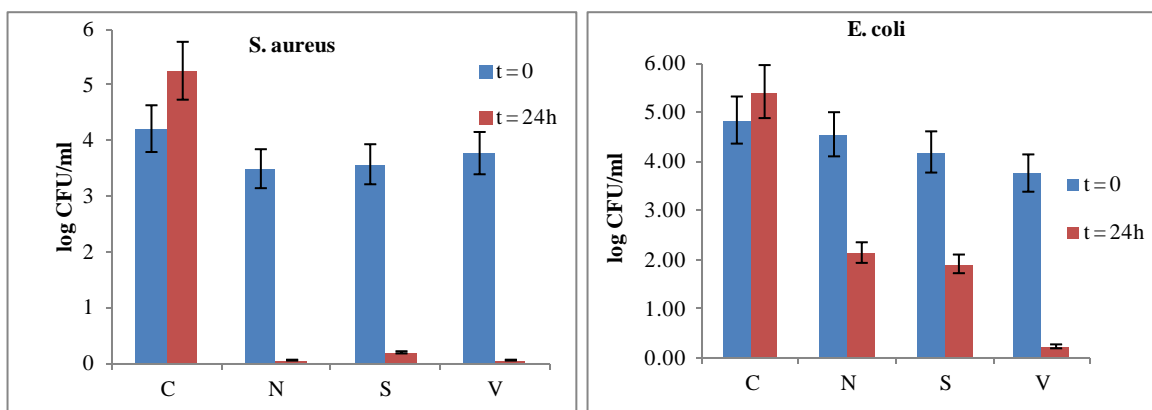 S. aureus
log CFU/ml
6
5
4
3
2
1
0
C N S V
t = 0
t = 24h
E. coli
log CFU/ml
6.00
5.00
4.00
3.00
2.00
1.00
0.00
C N S V
t = 0
t = 24h